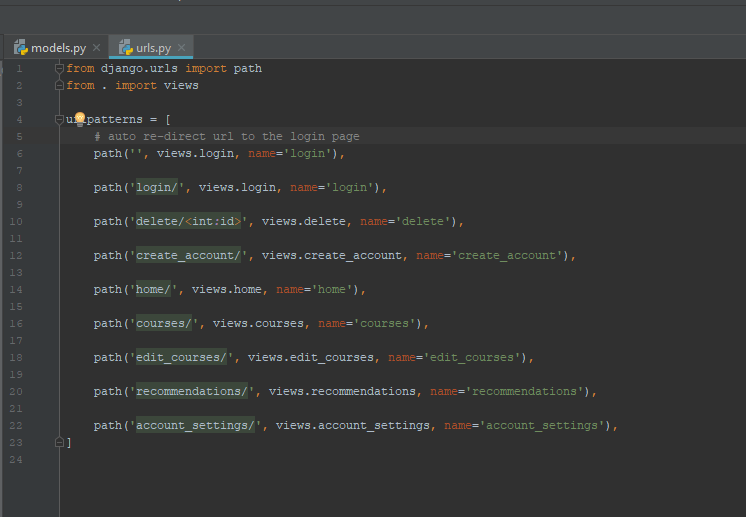 models.py urls.py
1 from django.urls import path
2 from . import views
3
4 urlpatterns = [
5 # auto re-direct url to the login page
6 path('', views.login, name='login'),
7
8 path('login/', views.login, name='login'),
9
10 path('delete/<int:id>', views.delete, name='delete'),
11
12 path('create_account/', views.create_account, name='create_account'),
13
14 path('home/', views.home, name='home'),
15
16 path('courses/', views.courses, name='courses'),
17
18 path('edit_courses/', views.edit_courses, name='edit_courses'),
19
20 path('recommendations/', views.recommendations, name='recommendations'),
21
22 path('account_settings/', views.account_settings, name='account_settings'),
23 ]
24